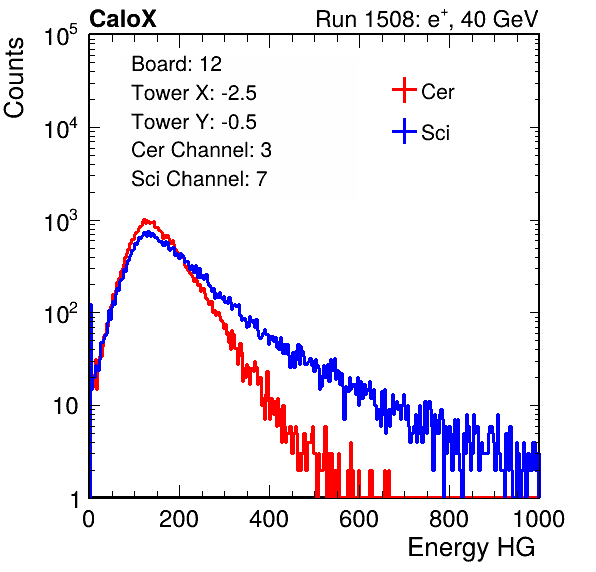 CaloX Run 1508: e⁺, 40 GeV
Counts
10⁵
10⁴
10³
10²
10
1
Board: 12
Tower X: -2.5
Tower Y: -0.5
Cer Channel: 3
Sci Channel: 7
Cer
Sci
0 200 400 600 800 1000
Energy HG